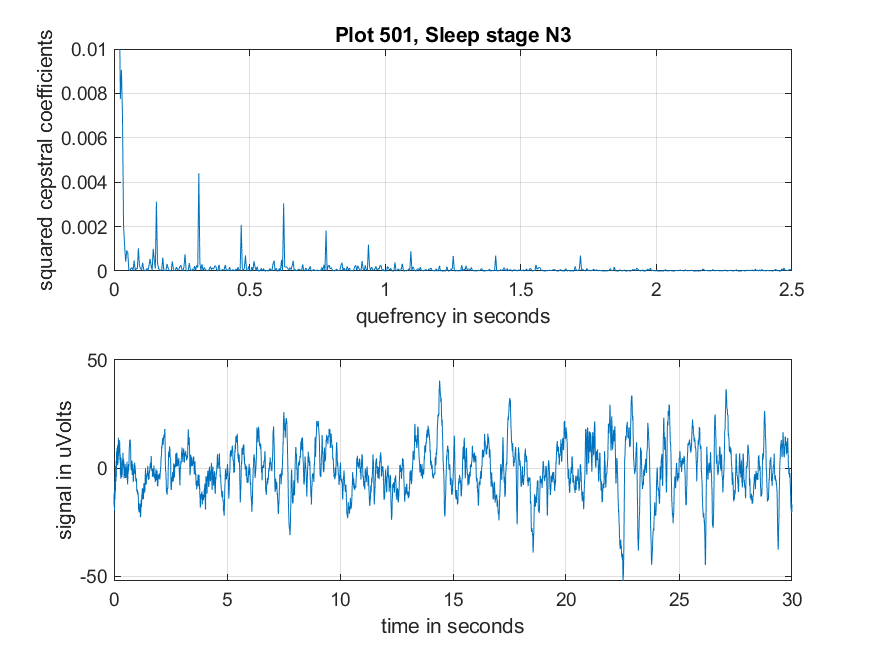 Plot 501, Sleep stage N3
squared cepstral coefficients
0.01
0.008
0.006
0.004
0.002
0
0 0.5 1 1.5 2 2.5
quefrency in seconds
signal in uVolts
50
0
-50
0 5 10 15 20 25 30
time in seconds